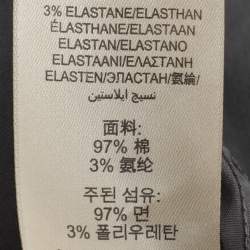 3% ELASTANE/ELASTHAN
ÉLASTHANE/ELASTAAN
ELASTAN/ELASTANO
ELASTAANI/ΕΛΑΣΤΑΝΗ
ELASTEN/ЭЛАСТАН/氨綸/
نسيج ايلاستين
面料:
97% 棉
3% 氨纶
주된 섬유:
97% 면
3% 폴리우레탄